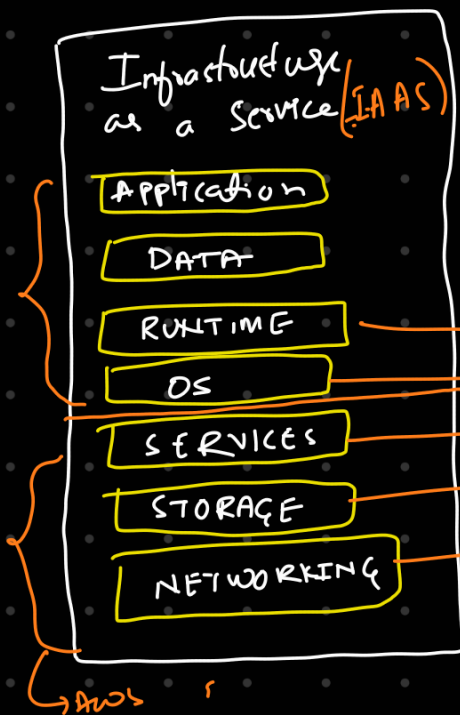 Infrastructure
as a Service (IAAS)
Application
DATA
RUNTIME
OS
SERVICES
STORAGE
NETWORKING
AWS